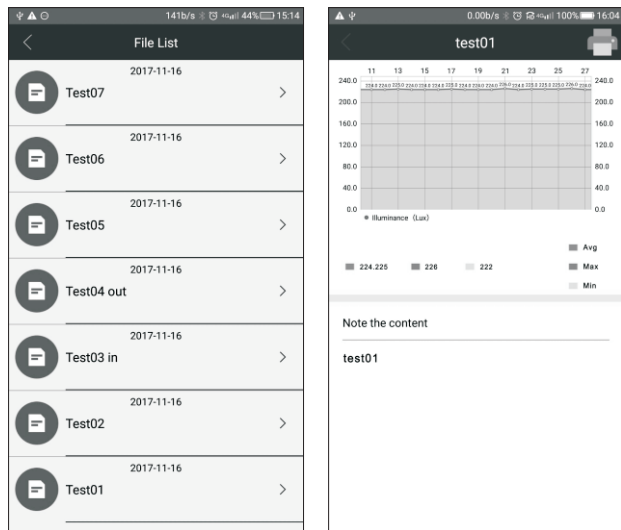 141b/s 4G 44% 15:14
File List
2017-11-16
Test07
2017-11-16
Test06
2017-11-16
Test05
2017-11-16
Test04 out
2017-11-16
Test03 in
2017-11-16
Test02
2017-11-16
Test01
0.00b/s 4G 100% 16:04
test01
11 13 15 17 19 21 23 25 27
240.0 240.0
200.0 200.0
160.0 160.0
120.0 120.0
80.0 80.0
40.0 40.0
0.0 0.0
Illuminance (Lux)
Avg
224.225 226 222 Max
Min
Note the content
test01